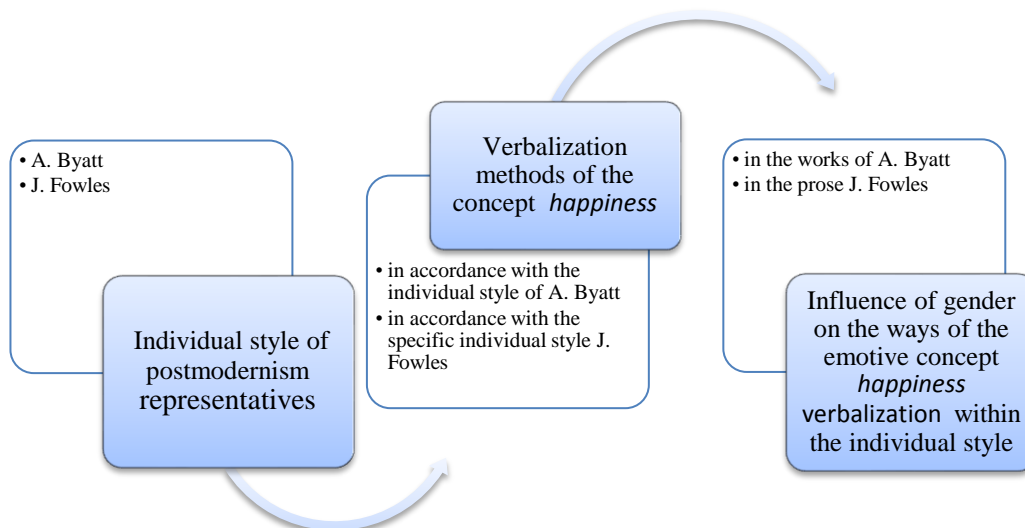 • A. Byatt
• J. Fowles
Individual style of
postmodernism
representatives
Verbalization
methods of the
concept happiness
• in accordance with the
individual style of A. Byatt
• in accordance with the
specific individual style J.
Fowles
• in the works of A. Byatt
• in the prose J. Fowles
Influence of gender
on the ways of the
emotive concept
happiness
verbalization within
the individual style